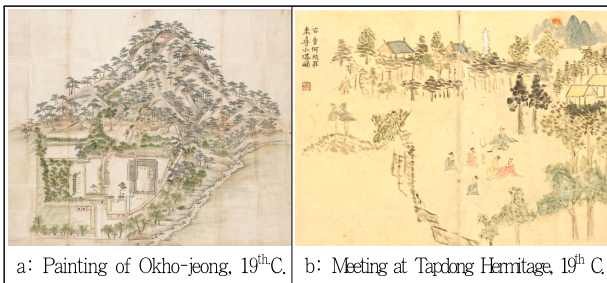 a: Painting of Okho-jeong, 19th C.
b: Meeting at Tapdong Hermitage, 19th C.